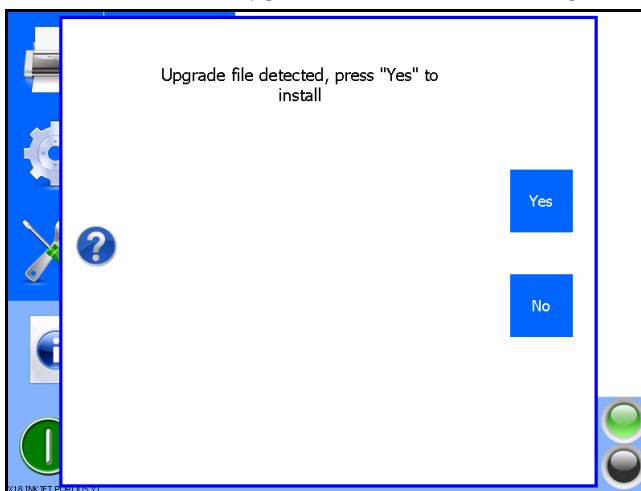 Upgrade file detected, press "Yes" to
install
Yes
No